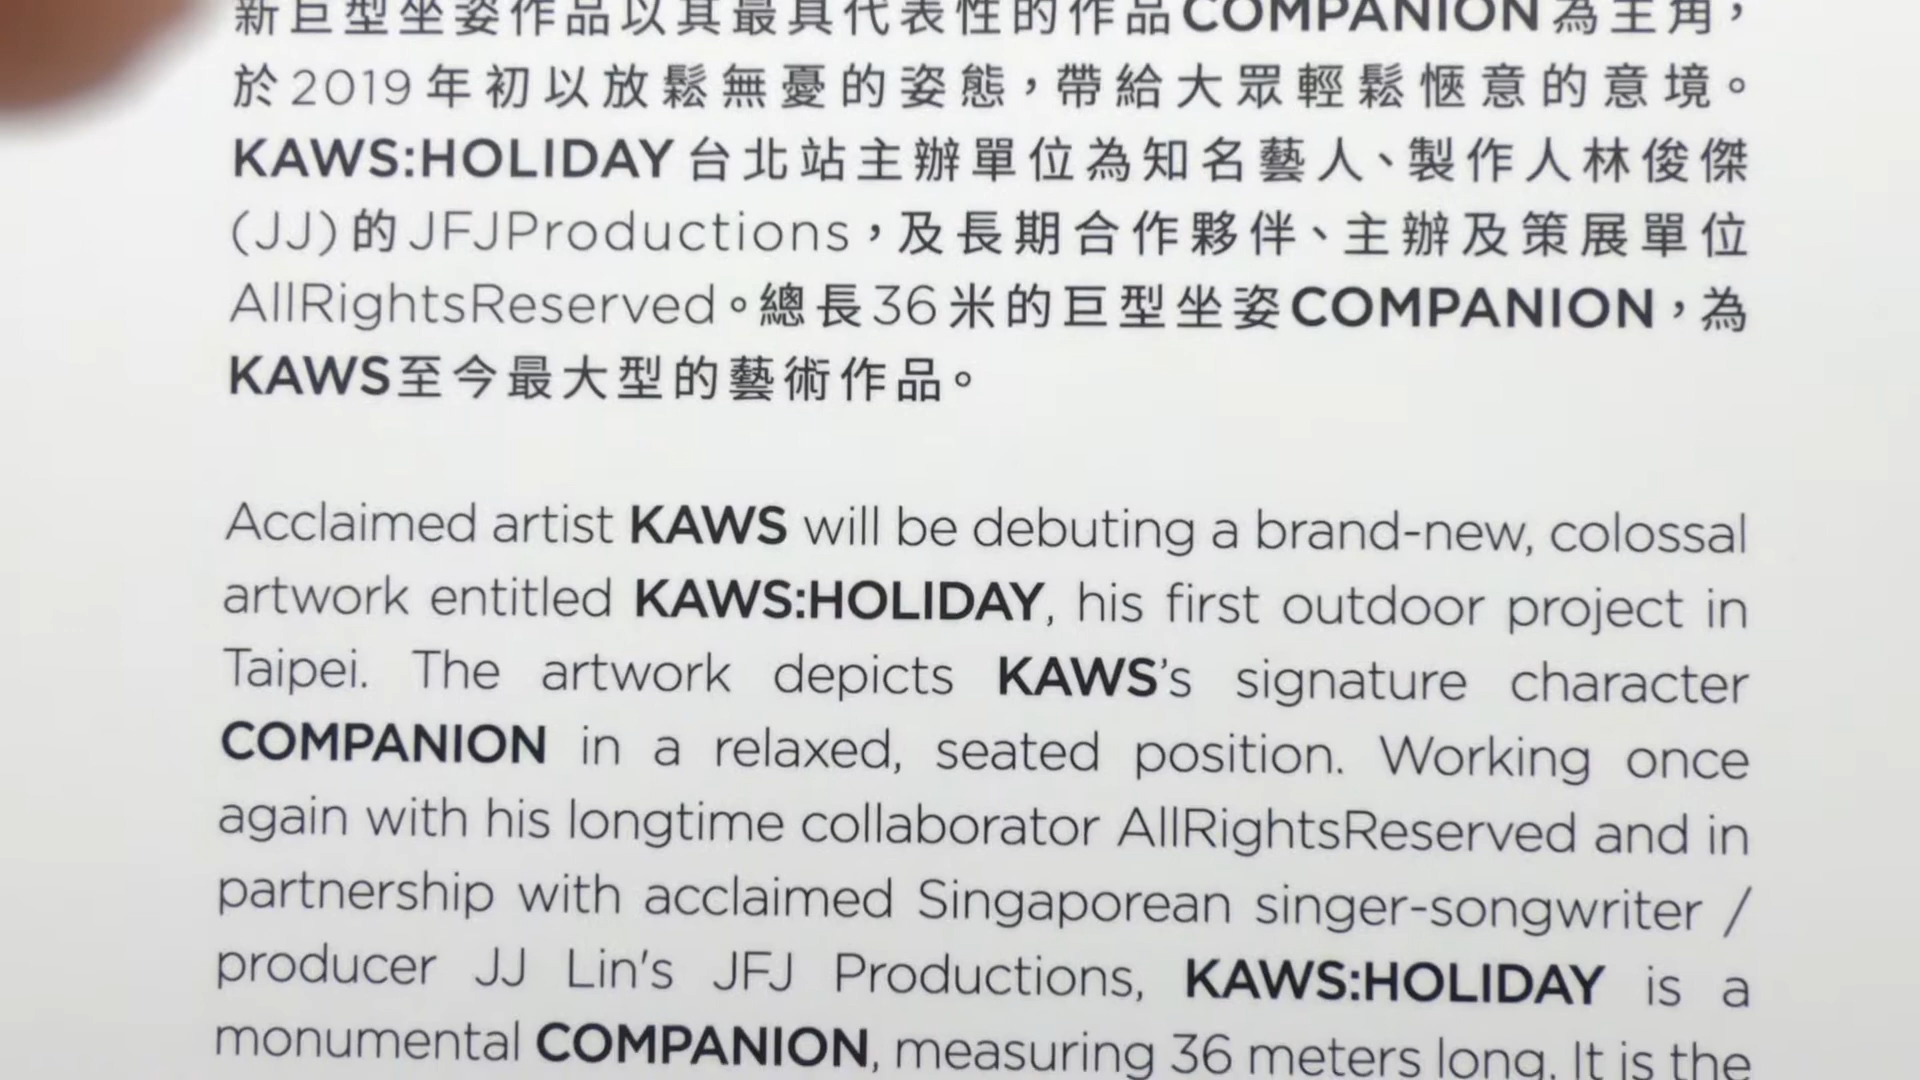 新巨型坐姿作品以其最具代表性的作品COMPANION為主角，
於2019年初以放鬆無憂的姿態，帶給大眾輕鬆愜意的意境。
KAWS:HOLIDAY台北站主辦單位為知名藝人、製作人林俊傑
(JJ)的JFJProductions，及長期合作夥伴、主辦及策展單位
AllRightsReserved。總長36米的巨型坐姿COMPANION，為
KAWS至今最大型的藝術作品。
Acclaimed artist KAWS will be debuting a brand-new, colossal
artwork entitled KAWS:HOLIDAY, his first outdoor project in
Taipei. The artwork depicts KAWS's signature character
COMPANION in a relaxed, seated position. Working once
again with his longtime collaborator AllRightsReserved and in
partnership with acclaimed Singaporean singer-songwriter /
producer JJ Lin's JFJ Productions, KAWS:HOLIDAY is a
monumental COMPANION, measuring 36 meters long. It is the